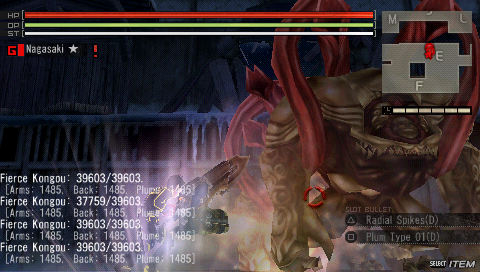 HP
OP
ST
G Nagasaki ★ !
M L
E
F
Fierce Kongou: 39603/39603.
[Arms: 1485, Back: 1485, Plume: 1485]
Fierce Kongou: 37759/39603.
[Arms: 1485, Back: 1485, Plume: 1485]
Fierce Kongou: 39603/39603.
[Arms: 1485, Back: 1485, Plume: 1485]
Fierce Kongou: 39603/39603.
[Arms: 1485, Back: 1485, Plume: 1485]
SLOT BULLET
Radial Spikes(D)
Plum Type 01(D)
SELECT ITEM